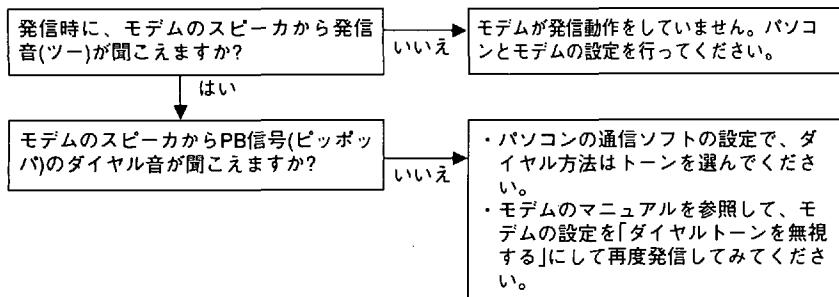 発信時に、モデムのスピーカから発信
音(ツー)が聞こえますか?
いいえ
モデムが発信動作をしていません。パソコ
ンとモデムの設定を行ってください。
はい
モデムのスピーカからPB信号(ピッポッ
パ)のダイヤル音が聞こえますか?
いいえ
・パソコンの通信ソフトの設定で、ダ
イヤル方法はトーンを選んでくださ
い。
・モデムのマニュアルを参照して、モ
デムの設定を「ダイヤルトーンを無視
する」にして再度発信してみてくださ
い。